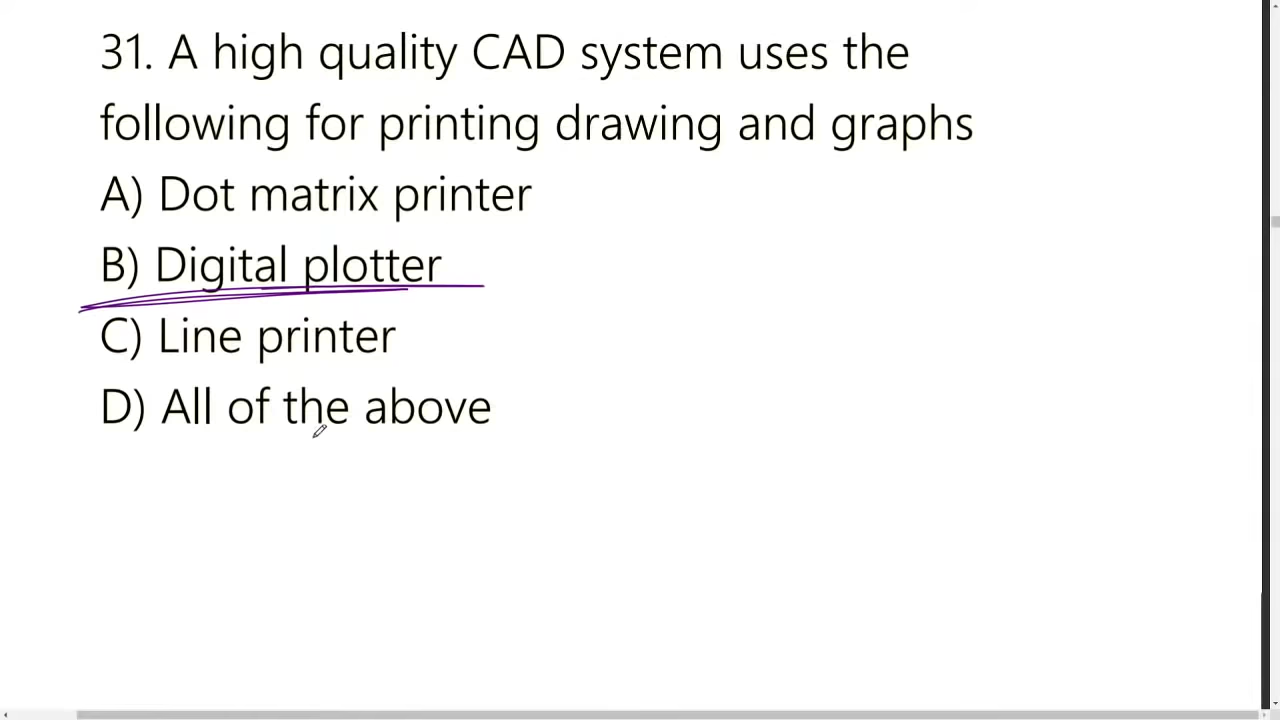 31. A high quality CAD system uses the
following for printing drawing and graphs
A) Dot matrix printer
B) Digital plotter
C) Line printer
D) All of the above